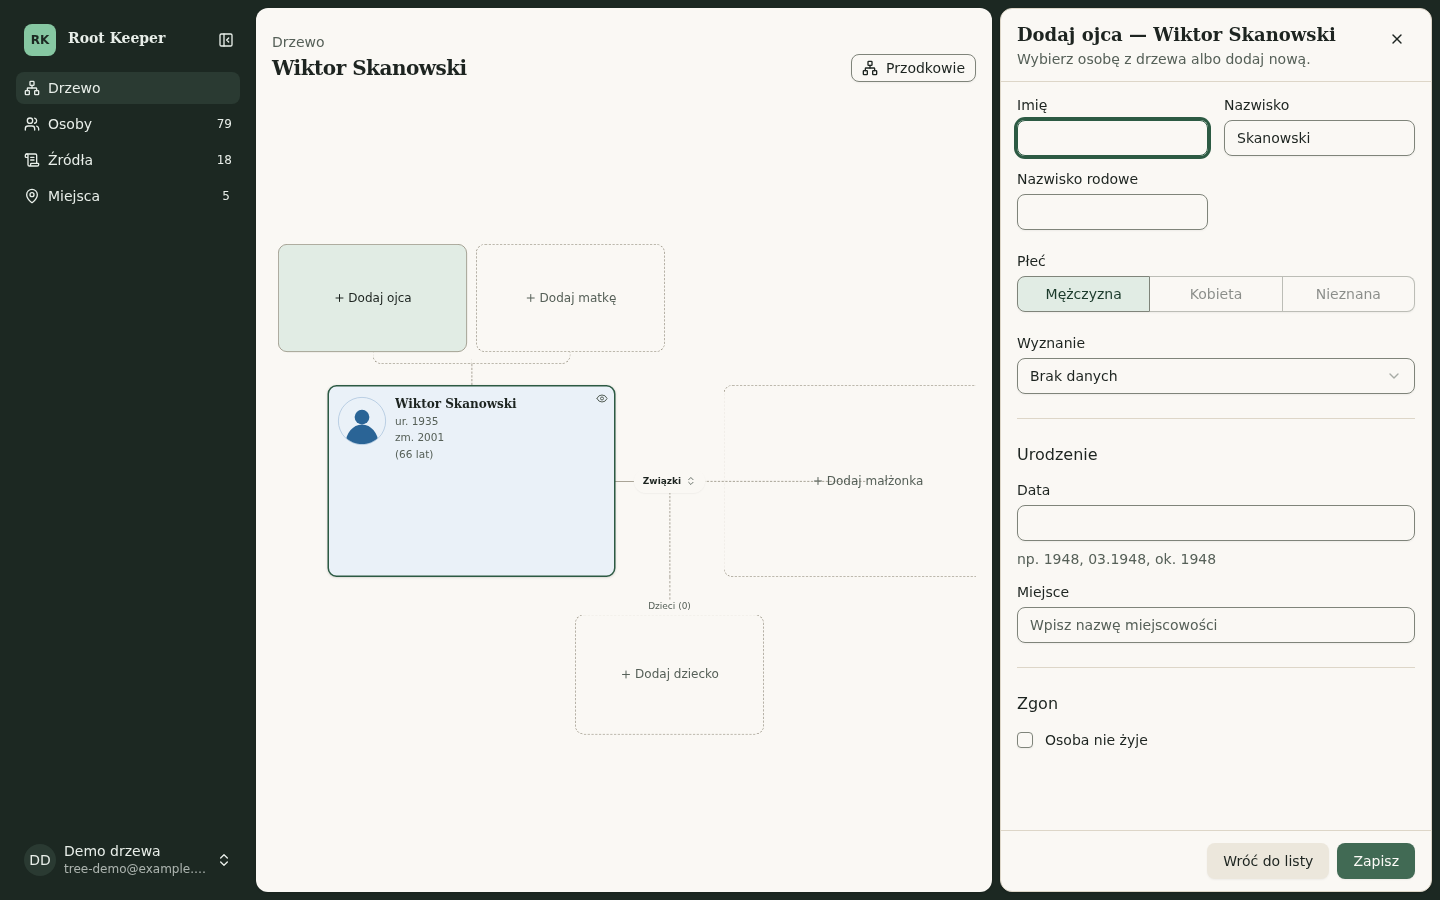 RK
Root Keeper
Drzewo
Osoby 79
Źródła 18
Miejsca 5
DD
Demo drzewa
tree-demo@example....
Drzewo
Wiktor Skanowski
Przodkowie
+ Dodaj ojca
+ Dodaj matkę
Wiktor Skanowski
ur. 1935
zm. 2001
(66 lat)
Związki
+ Dodaj małżonka
Dzieci (0)
+ Dodaj dziecko
Dodaj ojca — Wiktor Skanowski
Wybierz osobę z drzewa albo dodaj nową.
Imię
Nazwisko
Skanowski
Nazwisko rodowe
Płeć
Mężczyzna Kobieta Nieznana
Wyznanie
Brak danych
Urodzenie
Data
np. 1948, 03.1948, ok. 1948
Miejsce
Wpisz nazwę miejscowości
Zgon
Osoba nie żyje
Wróć do listy Zapisz